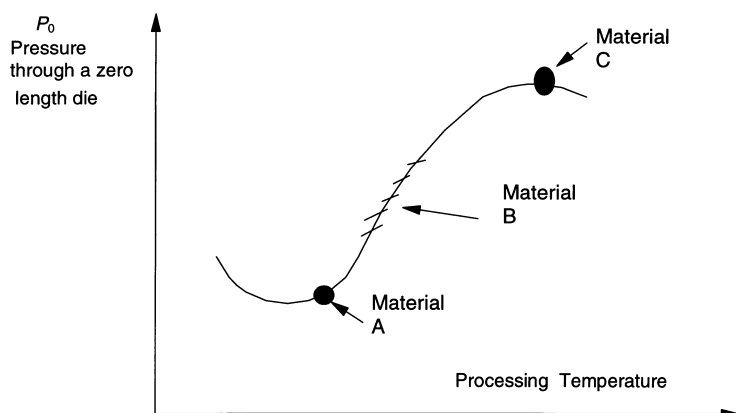 P₀
Pressure
through a zero
length die
Material
C
Material
B
Material
A
Processing Temperature